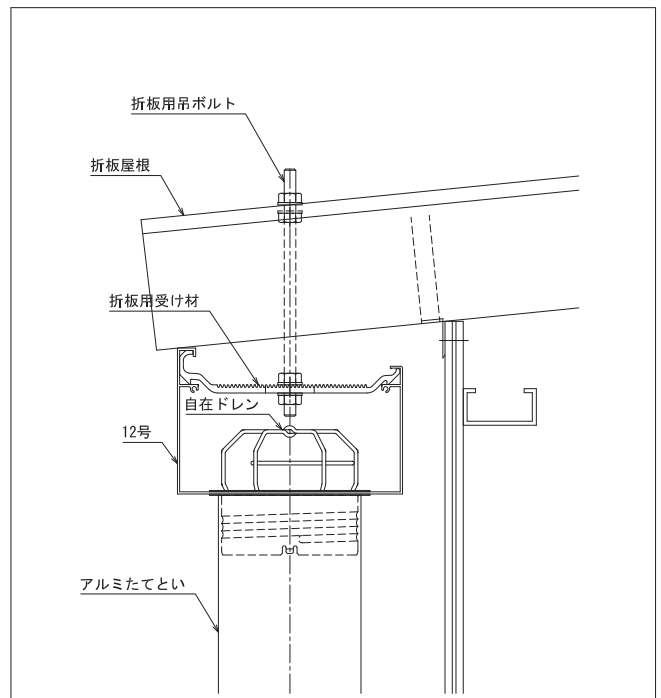 折板用吊ボルト
折板屋根
折板用受け材
自在ドレン
12号
アルミたてとい